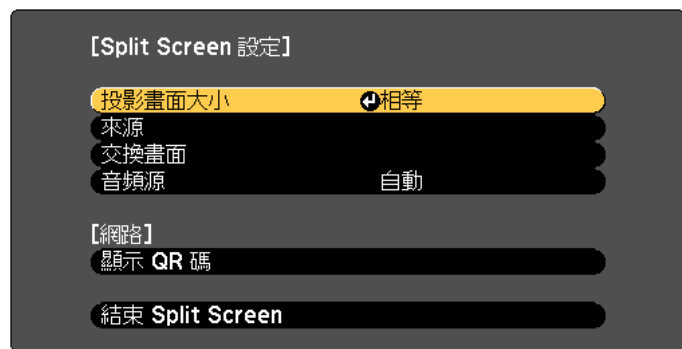 [Split Screen 設定]
投影畫面大小 相等
來源
交換畫面
音頻源 自動
[網路]
顯示 QR 碼
結束 Split Screen